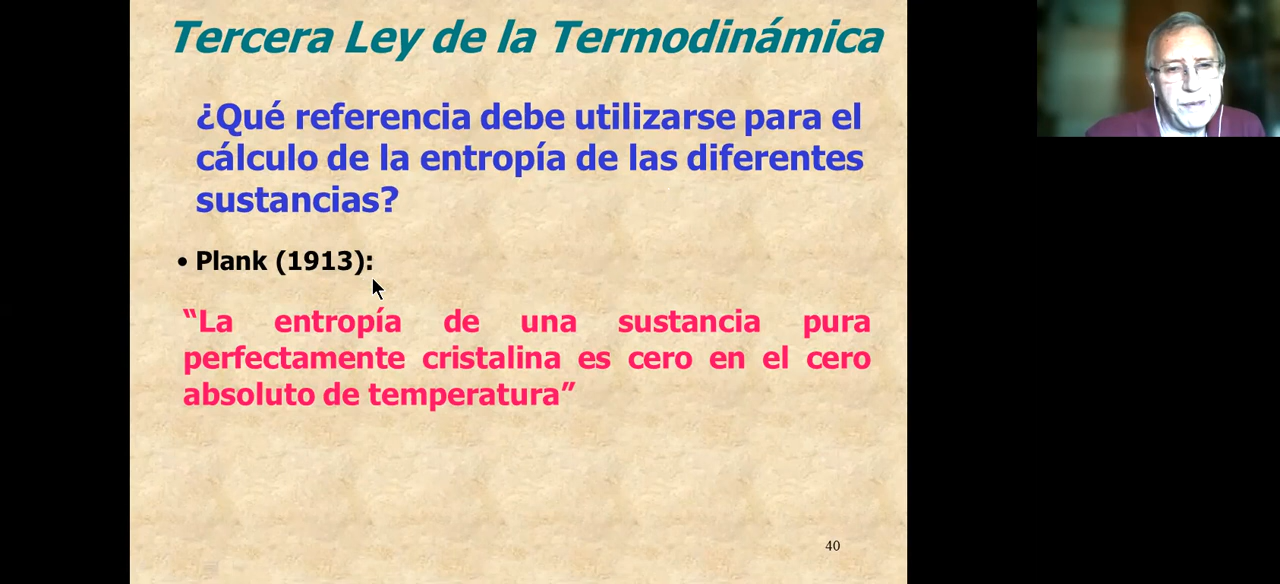 Tercera Ley de la Termodinámica
¿Qué referencia debe utilizarse para el
cálculo de la entropía de las diferentes
sustancias?
• Plank (1913):
“La entropía de una sustancia pura
perfectamente cristalina es cero en el cero
absoluto de temperatura”
40